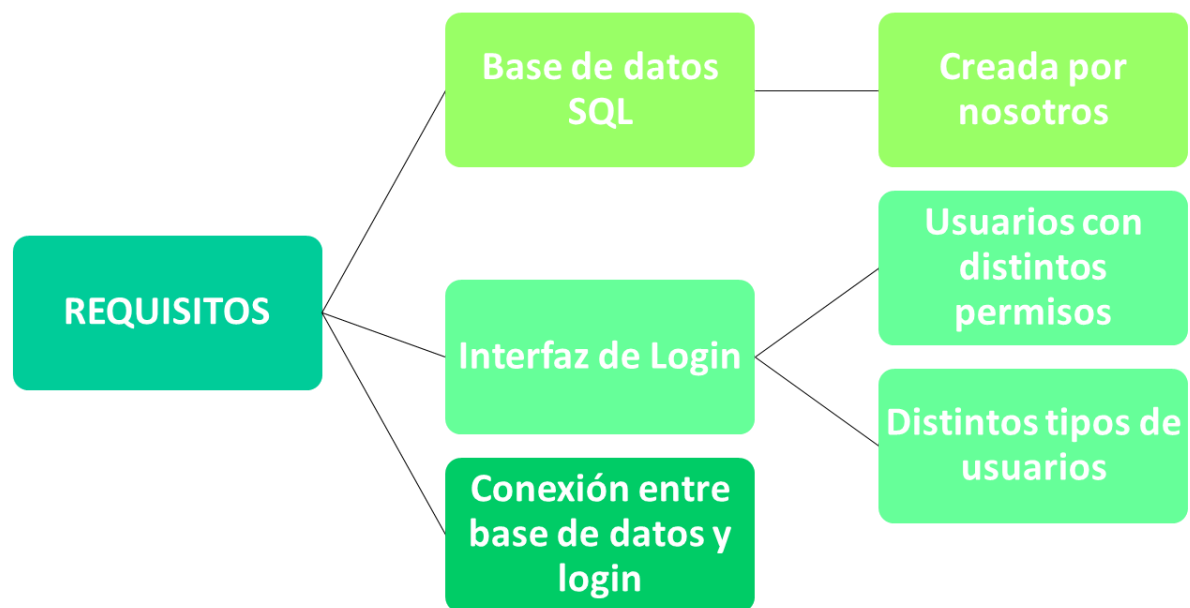 REQUISITOS
Base de datos
SQL
Creada por
nosotros
Interfaz de Login
Usuarios con
distintos
permisos
Distintos tipos de
usuarios
Conexión entre
base de datos y
login